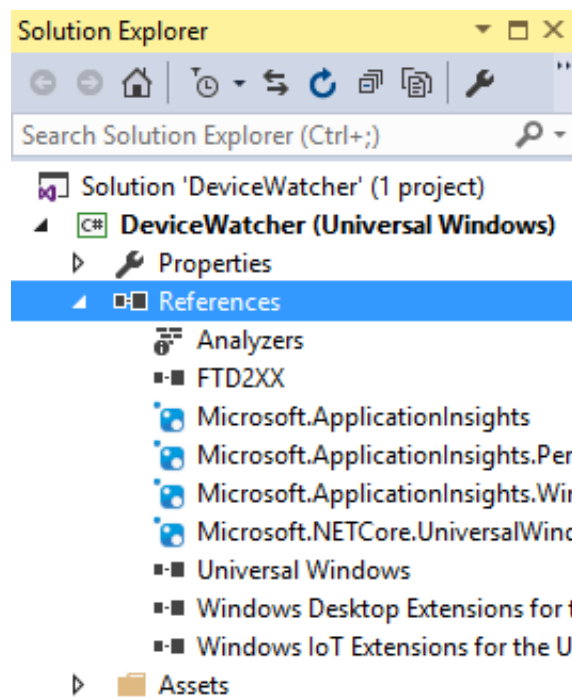 Solution Explorer
Search Solution Explorer (Ctrl+;)
Solution 'DeviceWatcher' (1 project)
C# DeviceWatcher (Universal Windows)
Properties
References
Analyzers
FTD2XX
Microsoft.ApplicationInsights
Microsoft.ApplicationInsights.Per
Microsoft.ApplicationInsights.Wi
Microsoft.NETCore.UniversalWind
Universal Windows
Windows Desktop Extensions for t
Windows IoT Extensions for the U
Assets